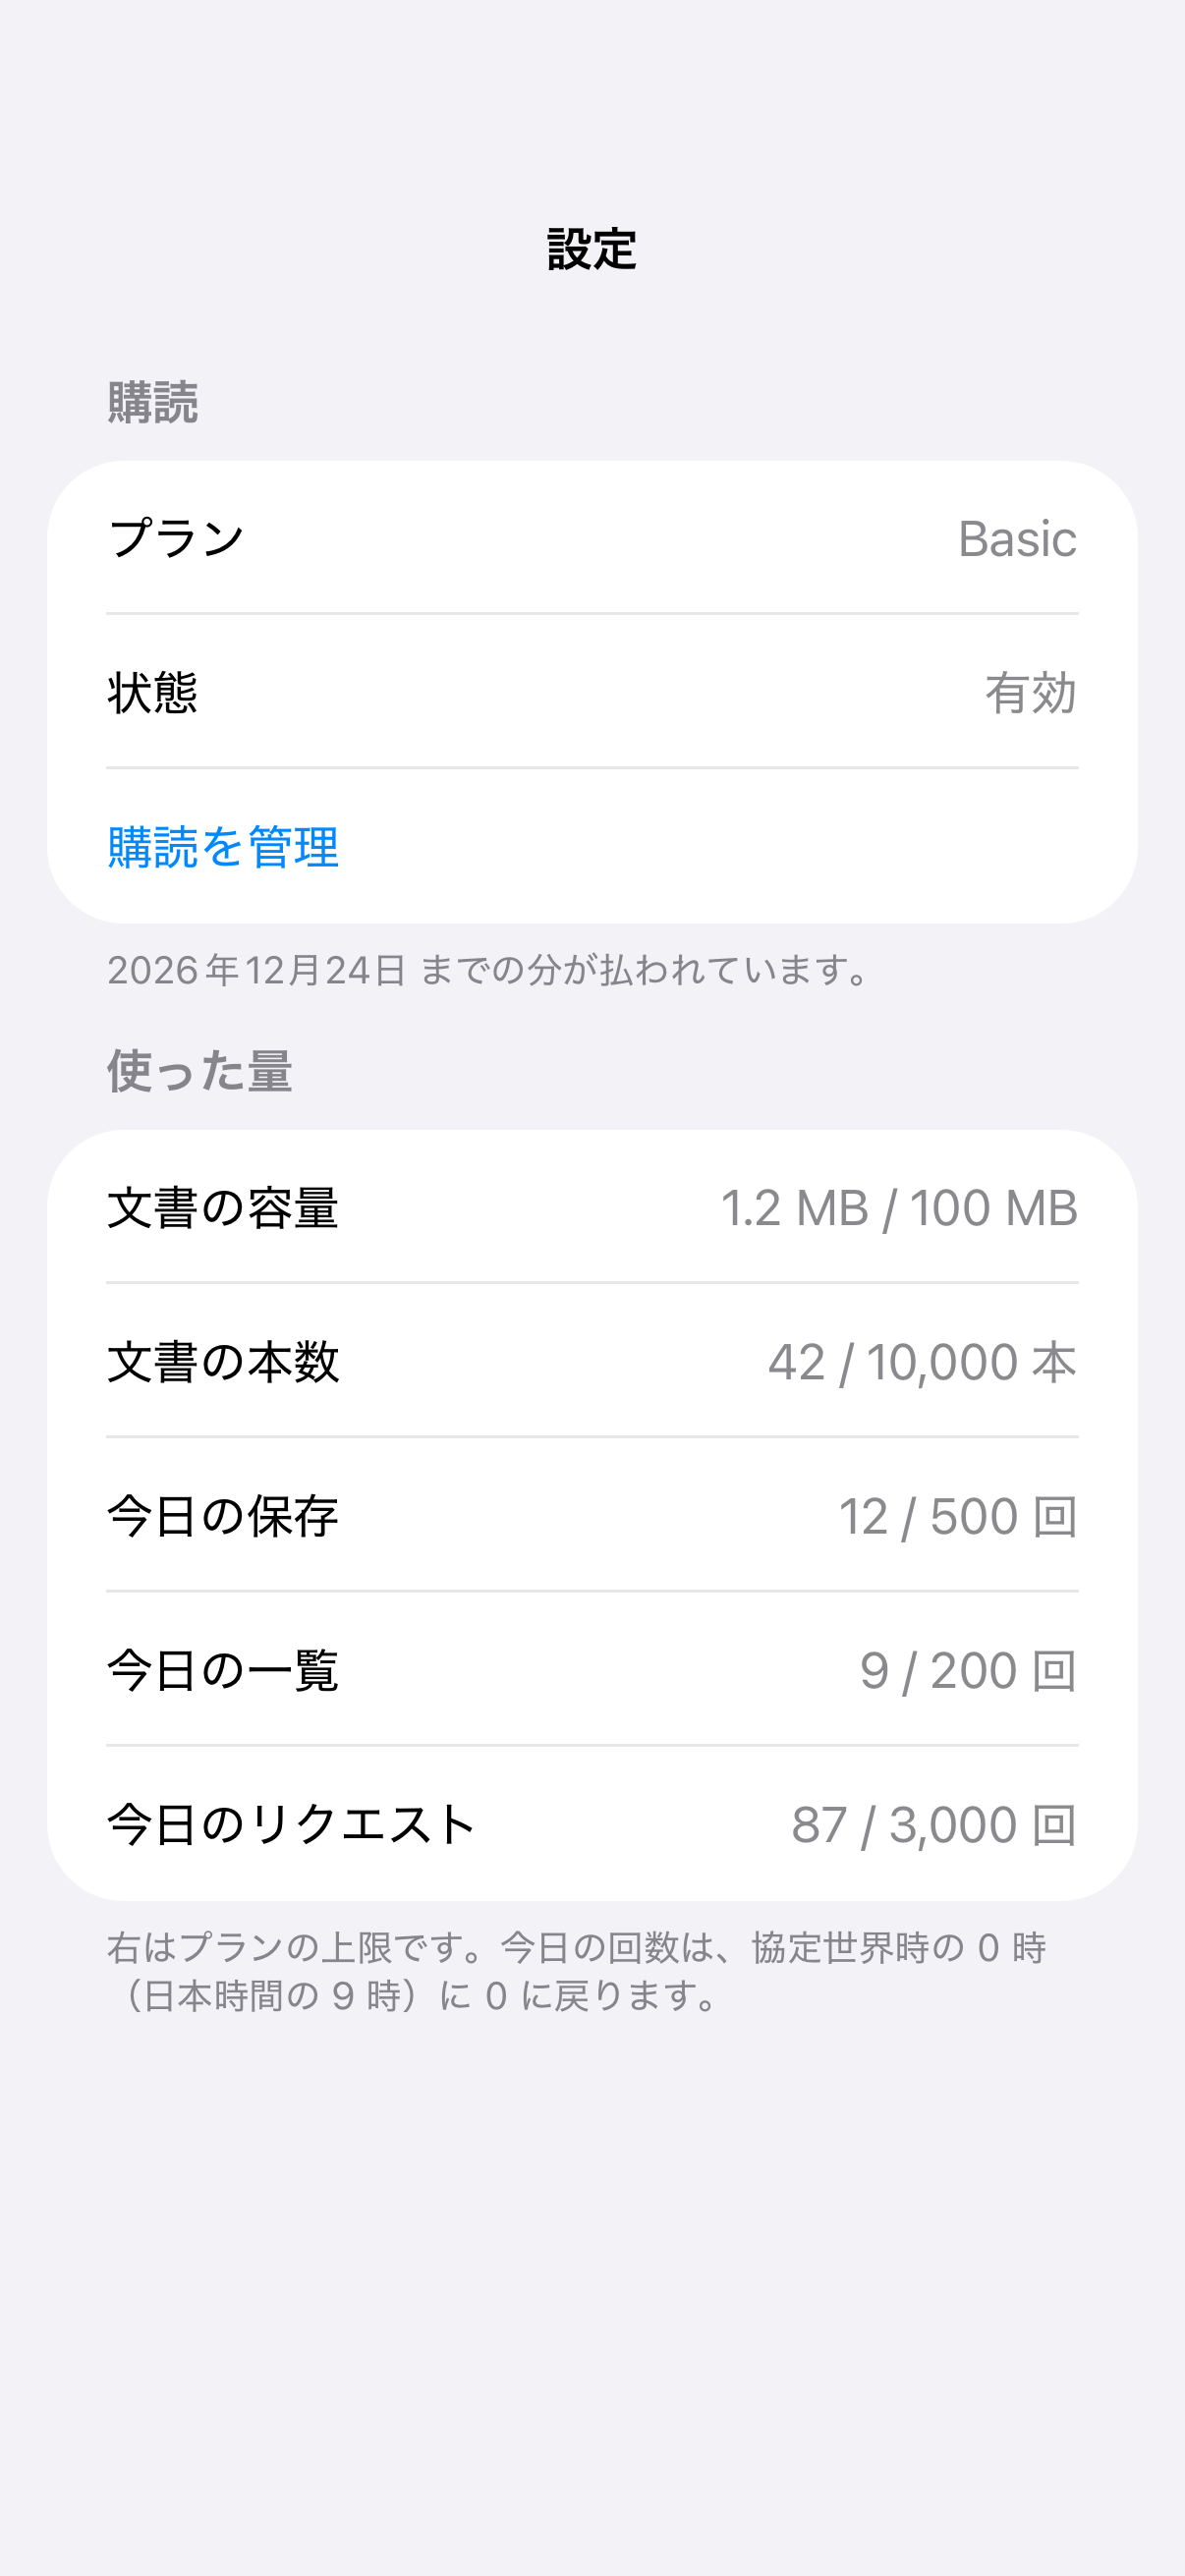 設定
購読
プラン Basic
状態 有効
購読を管理
2026年12月24日 までの分が払われています。
使った量
文書の容量 1.2 MB / 100 MB
文書の本数 42 / 10,000 本
今日の保存 12 / 500 回
今日の一覧 9 / 200 回
今日のリクエスト 87 / 3,000 回
右はプランの上限です。今日の回数は、協定世界時の 0 時
（日本時間の 9 時）に 0 に戻ります。